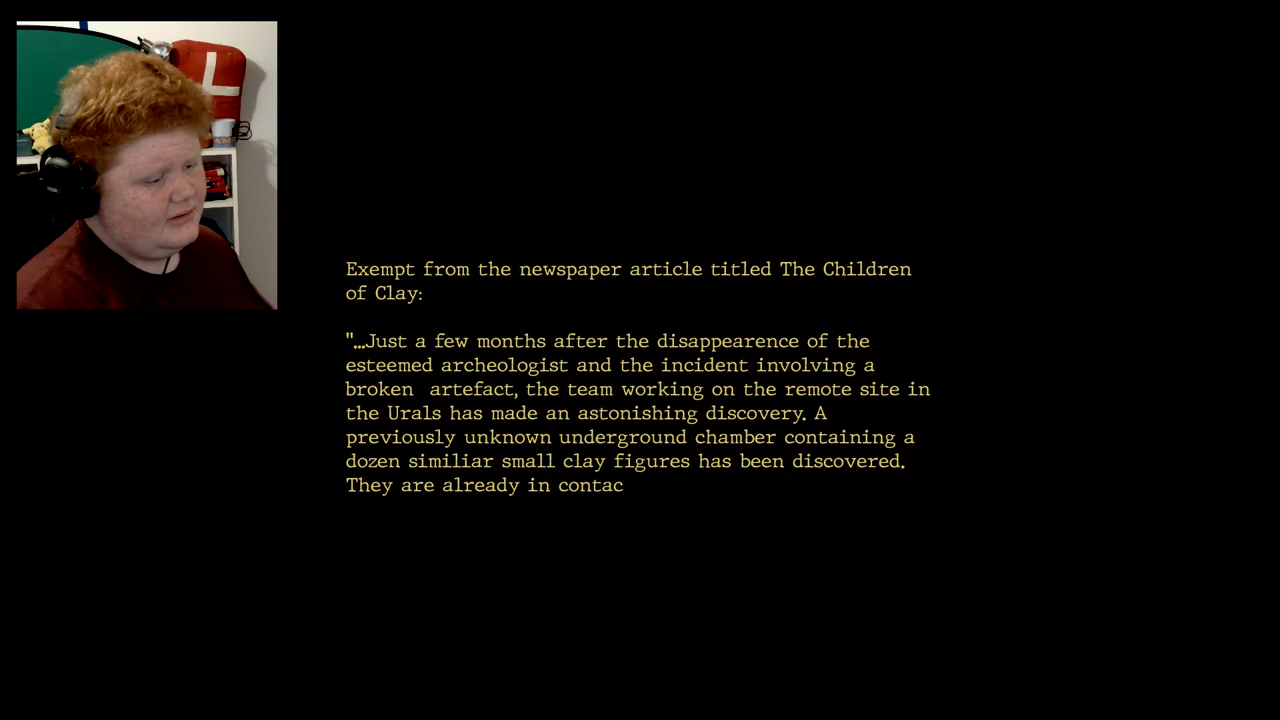 Exempt from the newspaper article titled The Children
of Clay:
"...Just a few months after the disappearence of the
esteemed archeologist and the incident involving a
broken  artefact, the team working on the remote site in
the Urals has made an astonishing discovery. A
previously unknown underground chamber containing a
dozen similiar small clay figures has been discovered.
They are already in contac